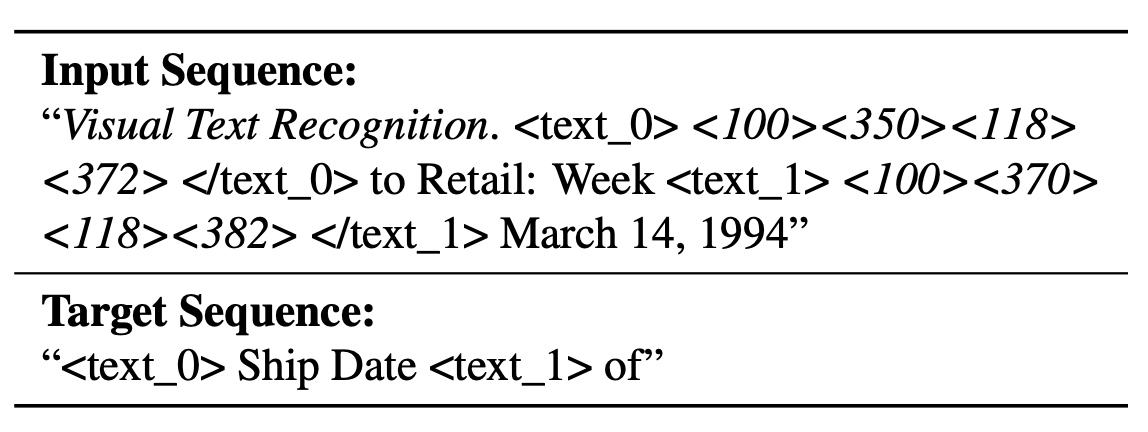 Input Sequence:
“Visual Text Recognition. <text_0> <100><350><118>
<372> </text_0> to Retail: Week <text_1> <100><370>
<118><382> </text_1> March 14, 1994”
Target Sequence:
“<text_0> Ship Date <text_1> of”